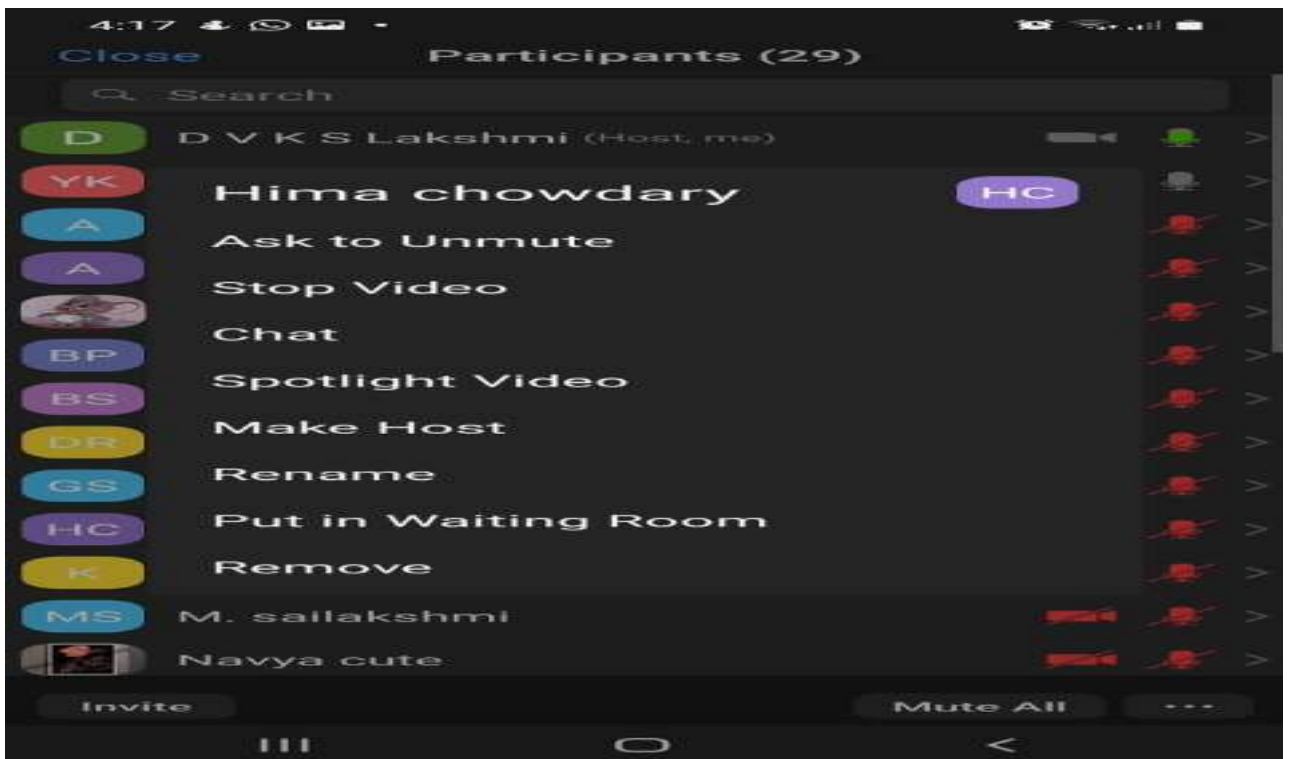 4:17
Close Participants (29)
Search
D D V K S Lakshmi (Host, me)
YK
Hima chowdary HC
A
Ask to Unmute
A
Stop Video
Chat
BP
Spotlight Video
BS
Make Host
DR
Rename
GS
Put in Waiting Room
HC
Remove
K
MS M. sailakshmi
Navya cute
Invite Mute All